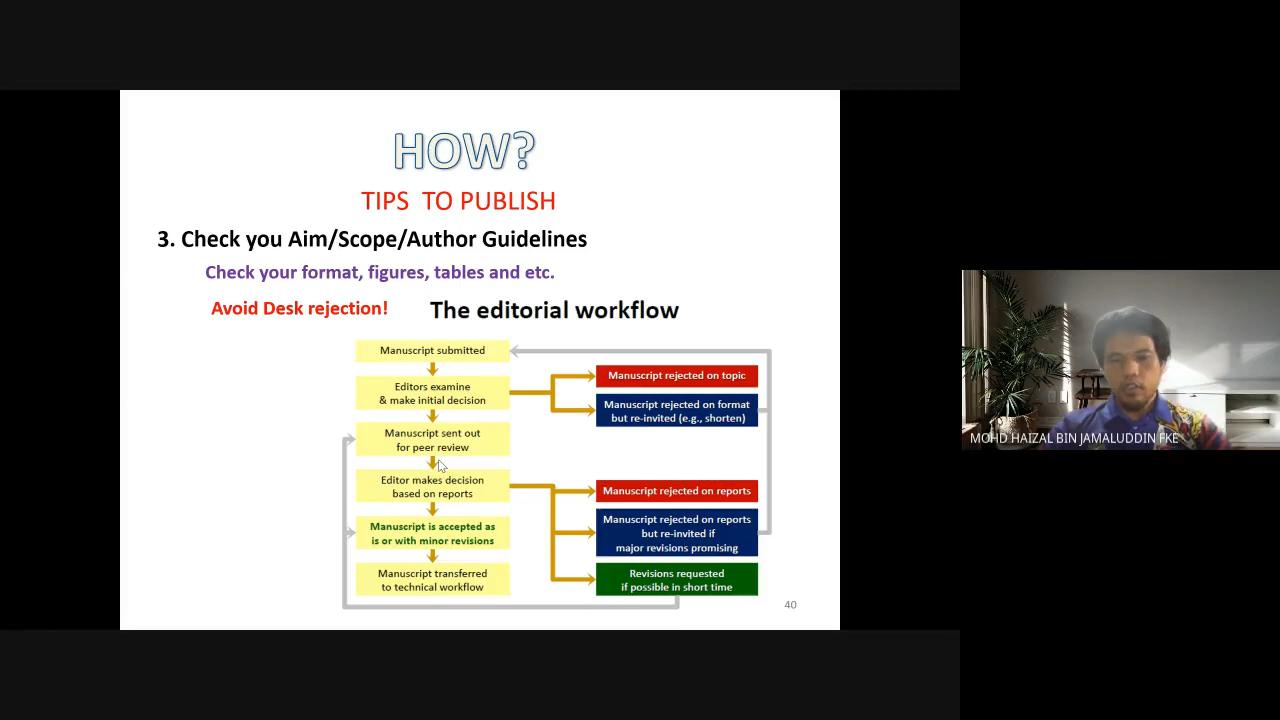 HOW?
TIPS TO PUBLISH
3. Check you Aim/Scope/Author Guidelines
Check your format, figures, tables and etc.
Avoid Desk rejection!
The editorial workflow
Manuscript submitted
Editors examine
& make initial decision
Manuscript rejected on topic
Manuscript rejected on format
but re-invited (e.g., shorten)
Manuscript sent out
for peer review
Editor makes decision
based on reports
Manuscript rejected on reports
Manuscript is accepted as
is or with minor revisions
Manuscript rejected on reports
but re-invited if
major revisions promising
Manuscript transferred
to technical workflow
Revisions requested
if possible in short time
40
MOHD HAIZAL BIN JAMALUDDIN FKE